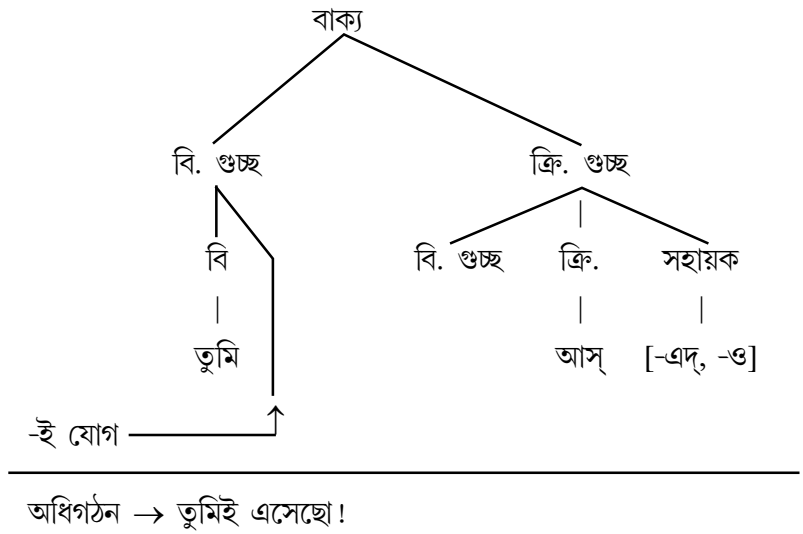 বাক্য
বি. গুচ্ছ ক্রি. গুচ্ছ
বি বি. গুচ্ছ ক্রি. সহায়ক
তুমি আস্ [-এদ্, -ও]
-ই যোগ
অধিগঠন → তুমিই এসেছো!